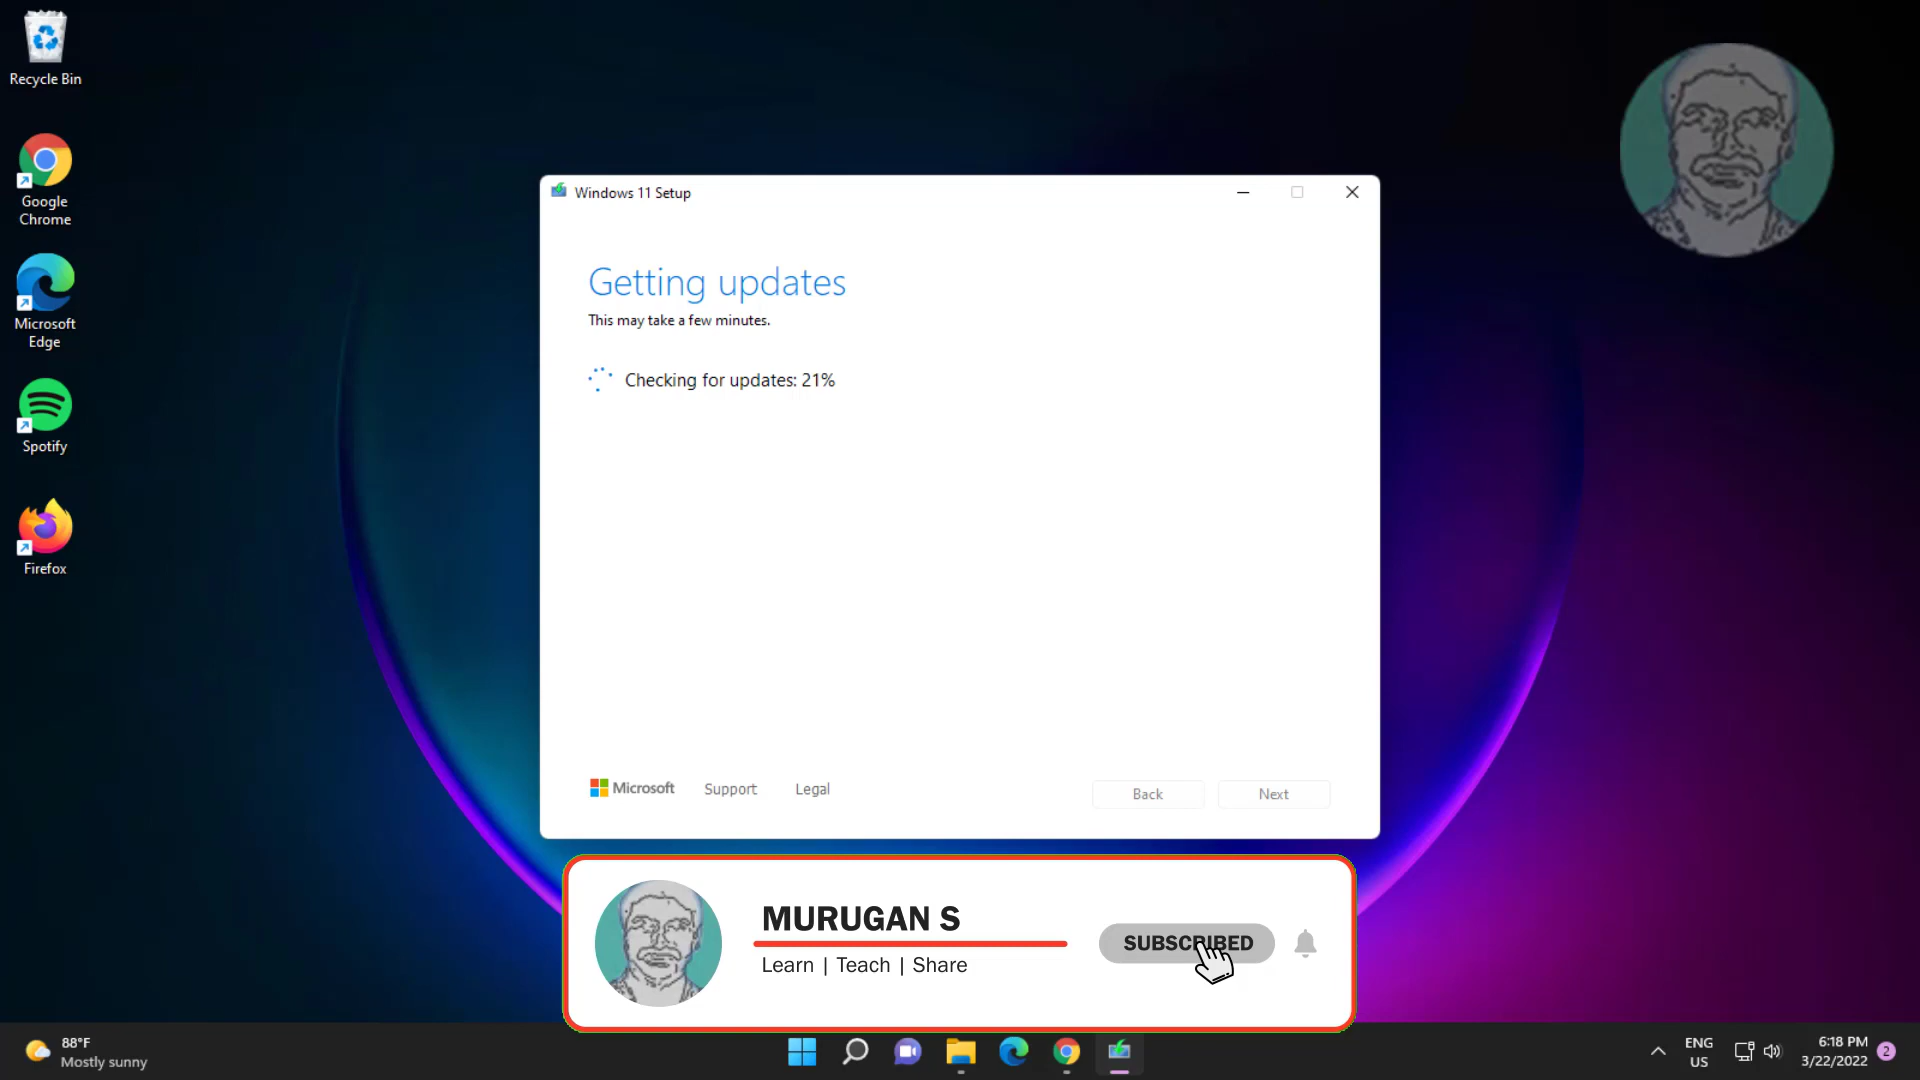 Recycle Bin
Google
Chrome
Microsoft
Edge
Spotify
Firefox
Windows 11 Setup
Getting updates
This may take a few minutes.
Checking for updates: 21%
Microsoft Support Legal
Back Next
MURUGAN S
Learn | Teach | Share
SUBSCRIBED
88°F
Mostly sunny
ENG
US
6:18 PM
3/22/2022
2